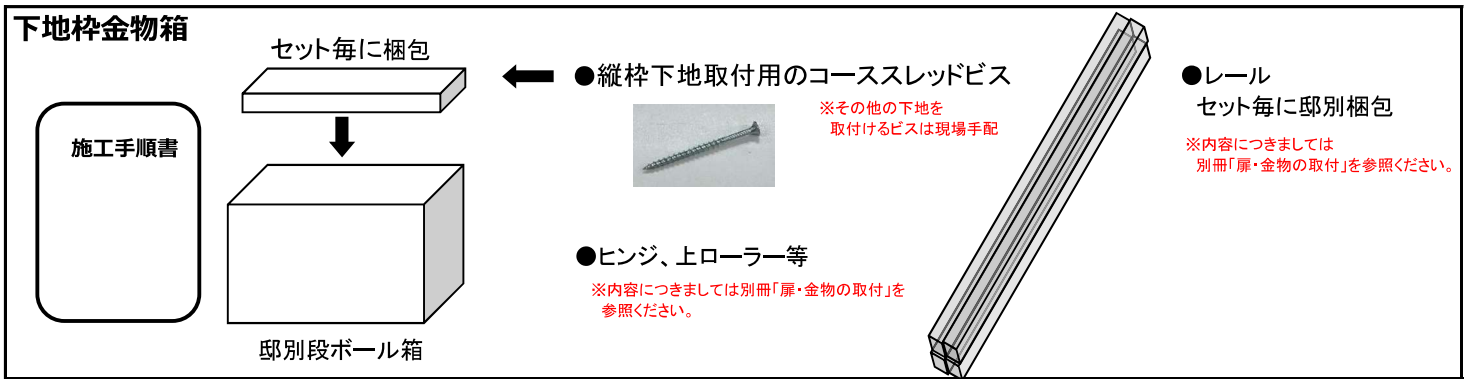 下地枠金物箱
施工手順書
セット毎に梱包
邸別段ボール箱
●縦枠下地取付用のコーススレッドビス
※その他の下地を
取付けるビスは現場手配
●ヒンジ、上ローラー等
※内容につきましては別冊「扉・金物の取付」を
参照ください。
●レール
セット毎に邸別梱包
※内容につきましては
別冊「扉・金物の取付」を参照ください。